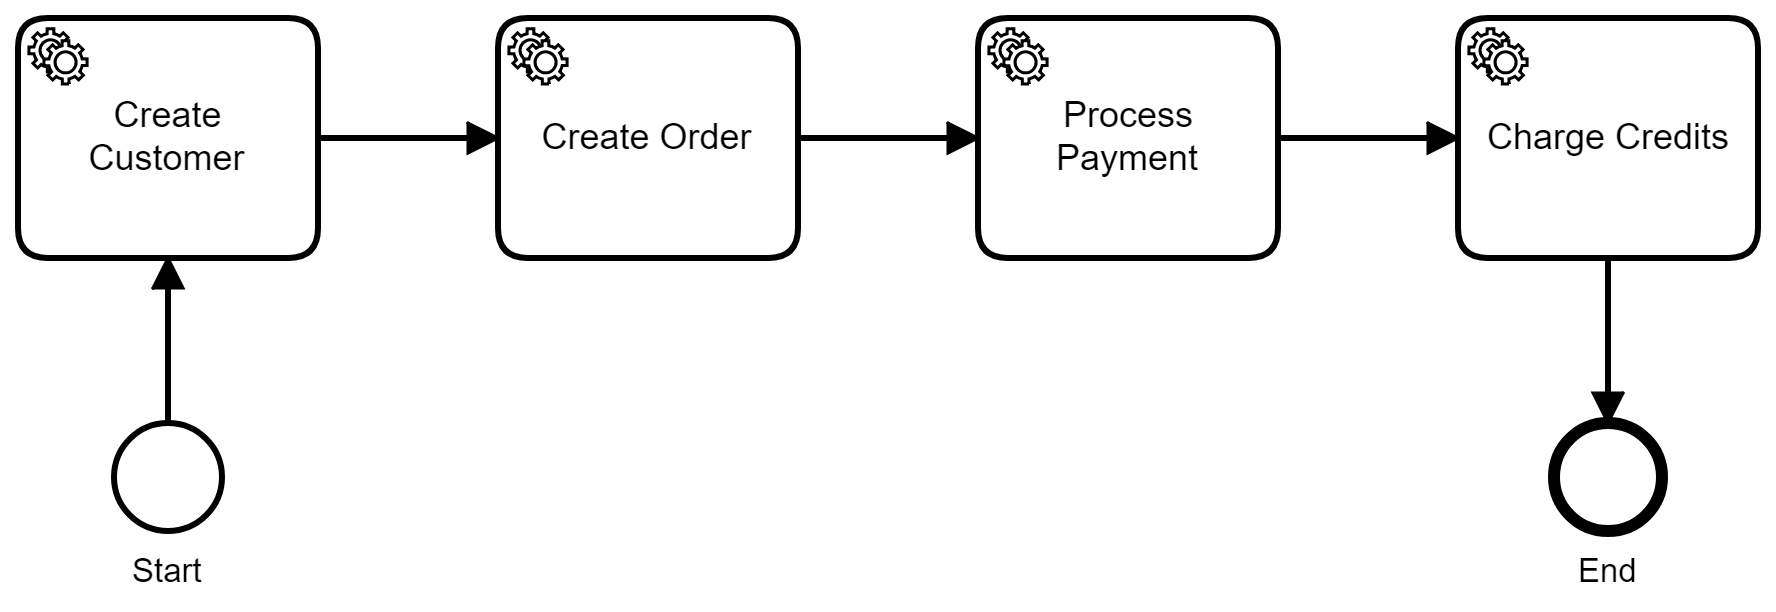 Create
Customer
Create Order
Process
Payment
Charge Credits
Start
End